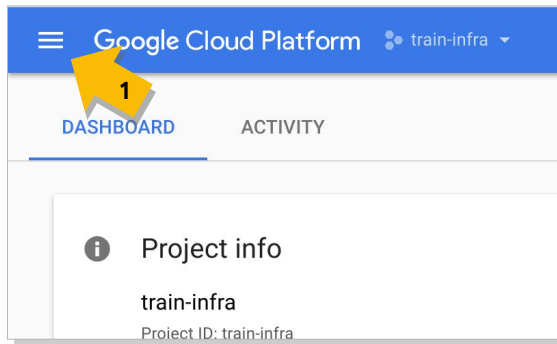 Google Cloud Platform train-infra
1
DASHBOARD ACTIVITY
Project info
train-infra
Project ID: train-infra